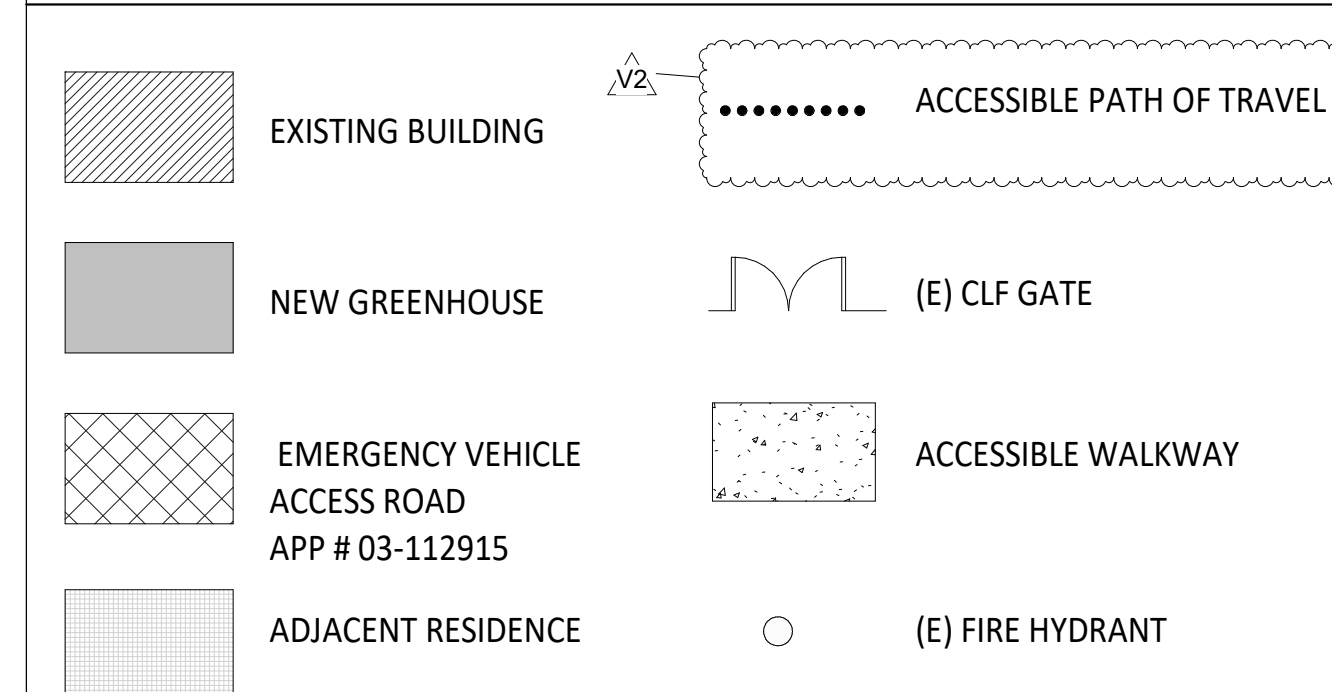 EXISTING BUILDING
NEW GREENHOUSE
EMERGENCY VEHICLE
ACCESS ROAD
APP # 03-112915
ADJACENT RESIDENCE
V2
ACCESSIBLE PATH OF TRAVEL
(E) CLF GATE
ACCESSIBLE WALKWAY
(E) FIRE HYDRANT